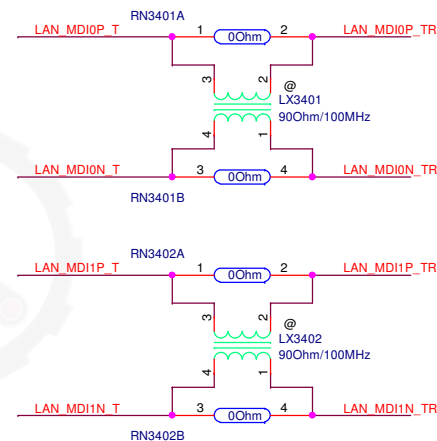 RN3401A
LAN_MDI0P_T 1 0Ohm 2 LAN_MDI0P_TR
3 2 @
LX3401
90Ohm/100MHz
4 1
LAN_MDI0N_T 3 0Ohm 4 LAN_MDI0N_TR
RN3401B
RN3402A
LAN_MDI1P_T 1 0Ohm 2 LAN_MDI1P_TR
3 2 @
LX3402
90Ohm/100MHz
4 1
LAN_MDI1N_T 3 0Ohm 4 LAN_MDI1N_TR
RN3402B